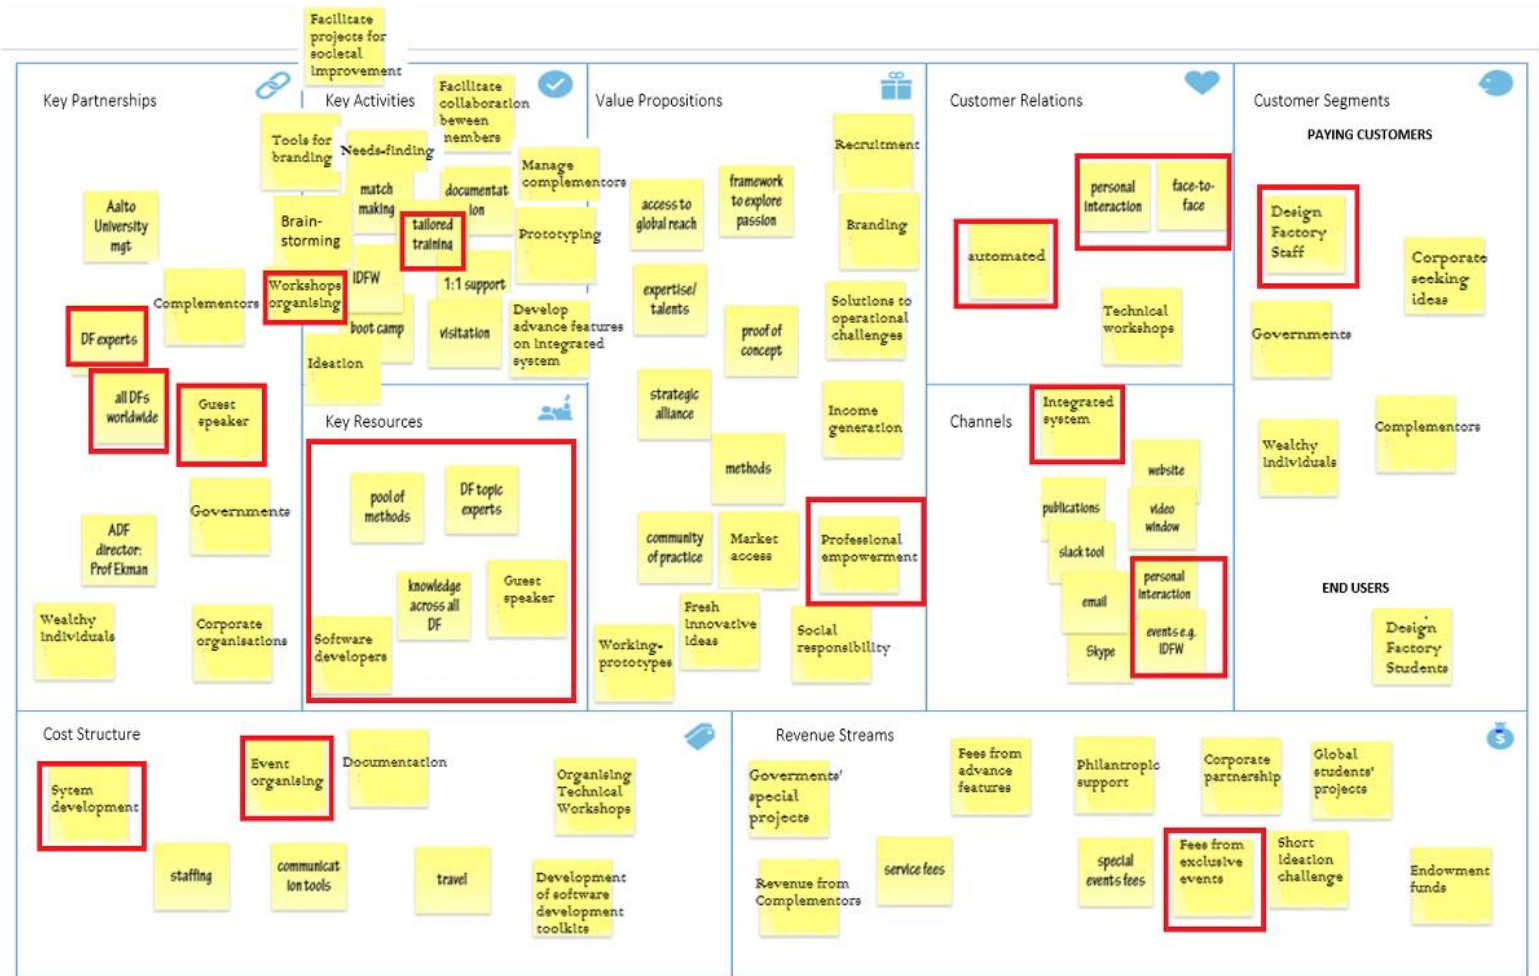 Facilitate
projects for
societal
improvement
Key Partnerships
Aalto
University
mgt
Complementors
DF experts
all DFs
worldwide
Guest
speaker
Governments
ADF
director:
Prof Ekman
Wealthy
individuals
Corporate
organisations
Key Activities
Facilitate
collaboration
beween
members
Tools for
branding
Needs-finding
Manage
complementors
match
making
documentat
ion
Brain-
storming
tailored
training
Prototyping
Workshops
organising
IDFW
1:1 support
boot camp
visitation
Develop
advance features
on integrated
system
Ideation
Key Resources
pool of
methods
DF topic
experts
knowledge
across all
DF
Guest
speaker
Software
developers
Value Propositions
Recruitment
access to
global reach
framework
to explore
passion
Branding
expertise/
talents
Solutions to
operational
challenges
proof of
concept
strategic
alliance
Income
generation
methods
community
of practice
Market
access
Professional
empowerment
Working-
prototypes
Fresh
innovative
ideas
Social
responsibility
Customer Relations
personal
interaction
face-to-
face
automated
Technical
workshops
Channels
Integrated
system
website
publications
video
window
slack tool
email
personal
interaction
Skype
events e.g.
IDFW
Customer Segments
PAYING CUSTOMERS
Design
Factory
Staff
Corporate
seeking
ideas
Governments
Complementors
Wealthy
individuals
END USERS
Design
Factory
Students
Cost Structure
Sytem
development
Event
organising
Documentation
Organising
Technical
Workshops
staffing
communicat
ion tools
travel
Development
of software
development
toolkits
Revenue Streams
Goverments'
special
projects
Fees from
advance
features
Philantropic
support
Corporate
partnership
Global
students'
projects
Revenue from
Complementors
service fees
special
events fees
Fees from
exclusive
events
Short
ideation
challenge
Endowment
funds
$